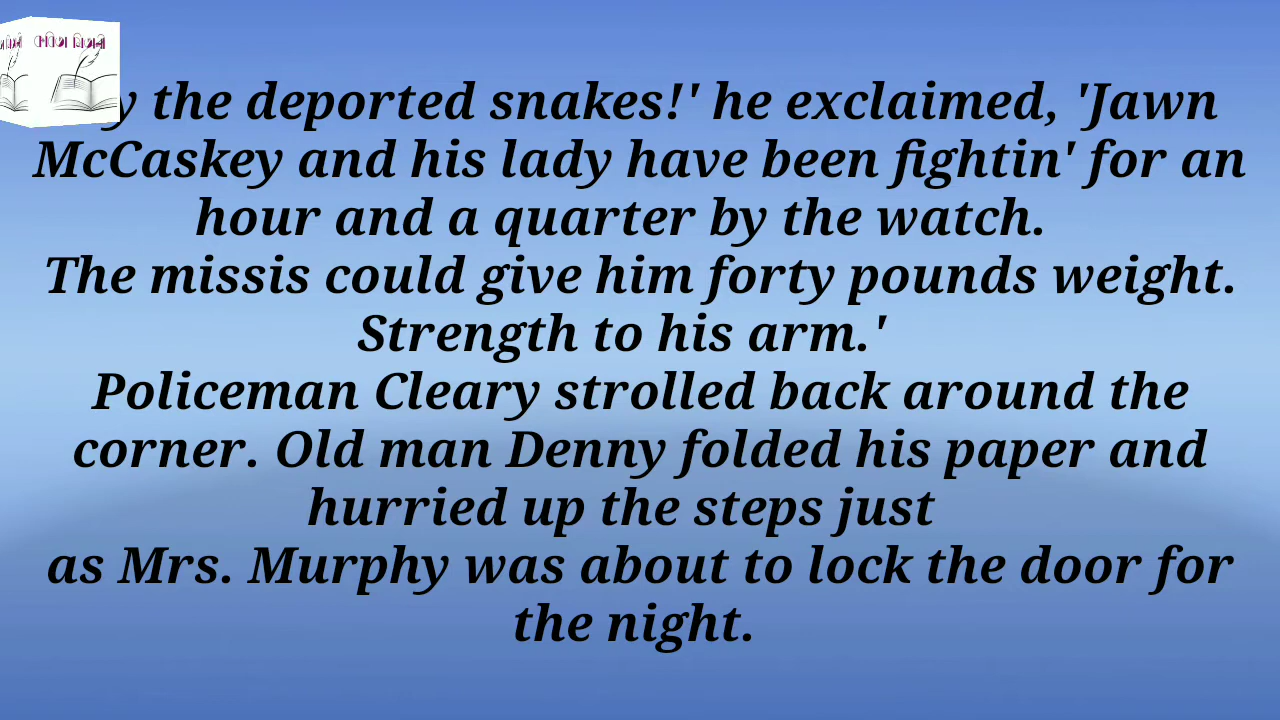 the deported snakes!' he exclaimed, 'Jawn
McCaskey and his lady have been fightin' for an
hour and a quarter by the watch.
The missis could give him forty pounds weight.
Strength to his arm.'
Policeman Cleary strolled back around the
corner. Old man Denny folded his paper and
hurried up the steps just
as Mrs. Murphy was about to lock the door for
the night.